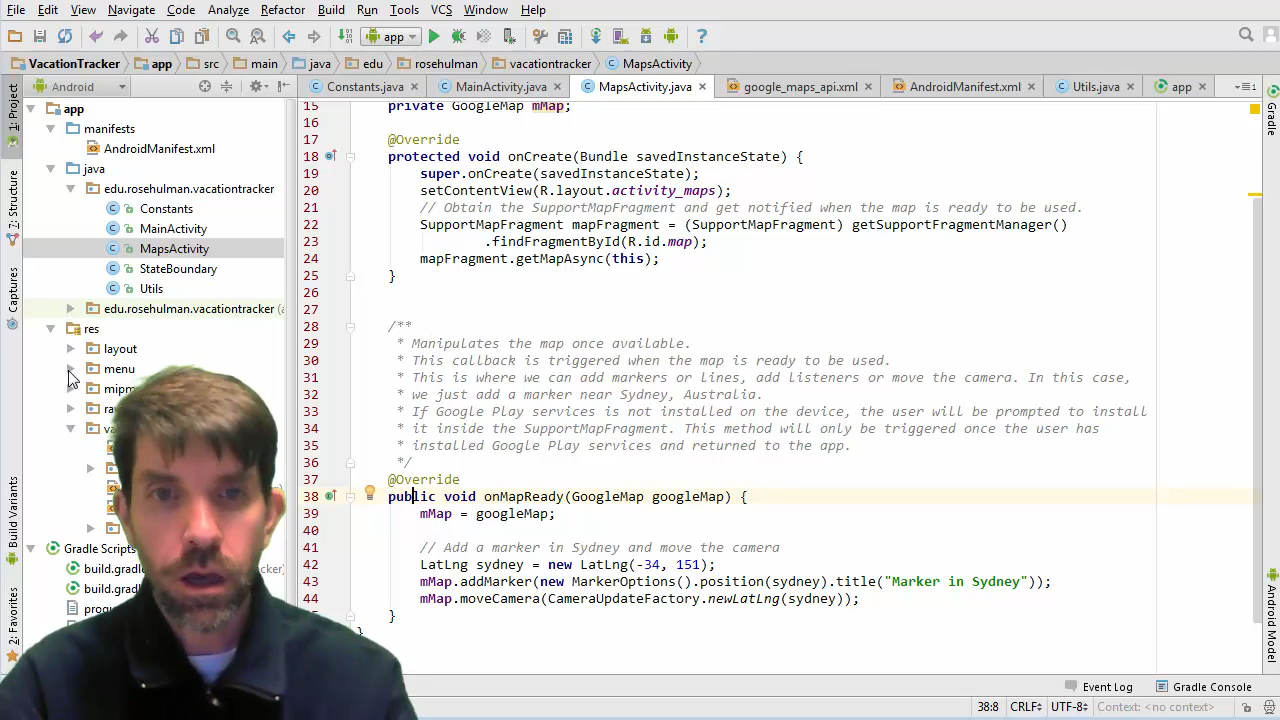 File Edit View Navigate Code Analyze Refactor Build Run Tools VCS Window Help
app
VacationTracker app src main java edu rosehulman vacationtracker MapsActivity
Android
Constants.java MainActivity.java MapsActivity.java google_maps_api.xml AndroidManifest.xml Utils.java app
1: Project
7: Structure
Captures
Build Variants
2: Favorites
app
manifests
AndroidManifest.xml
java
edu.rosehulman.vacationtracker
Constants
MainActivity
MapsActivity
StateBoundary
Utils
edu.rosehulman.vacationtracker
res
layout
menu
Gradle Scripts
15 private GoogleMap mMap;
16
17 @Override
18 protected void onCreate(Bundle savedInstanceState) {
19 super.onCreate(savedInstanceState);
20 setContentView(R.layout.activity_maps);
21 // Obtain the SupportMapFragment and get notified when the map is ready to be used.
22 SupportMapFragment mapFragment = (SupportMapFragment) getSupportFragmentManager()
23 .findFragmentById(R.id.map);
24 mapFragment.getMapAsync(this);
25 }
26
27
28 /**
29 * Manipulates the map once available.
30 * This callback is triggered when the map is ready to be used.
31 * This is where we can add markers or lines, add listeners or move the camera. In this case,
32 * we just add a marker near Sydney, Australia.
33 * If Google Play services is not installed on the device, the user will be prompted to install
34 * it inside the SupportMapFragment. This method will only be triggered once the user has
35 * installed Google Play services and returned to the app.
36 */
37 @Override
38 public void onMapReady(GoogleMap googleMap) {
39 mMap = googleMap;
40
41 // Add a marker in Sydney and move the camera
42 LatLng sydney = new LatLng(-34, 151);
43 mMap.addMarker(new MarkerOptions().position(sydney).title("Marker in Sydney"));
44 mMap.moveCamera(CameraUpdateFactory.newLatLng(sydney));
}
}
Gradle
Android Model
Event Log Gradle Console
38:8 CRLF UTF-8 Context: <no context>